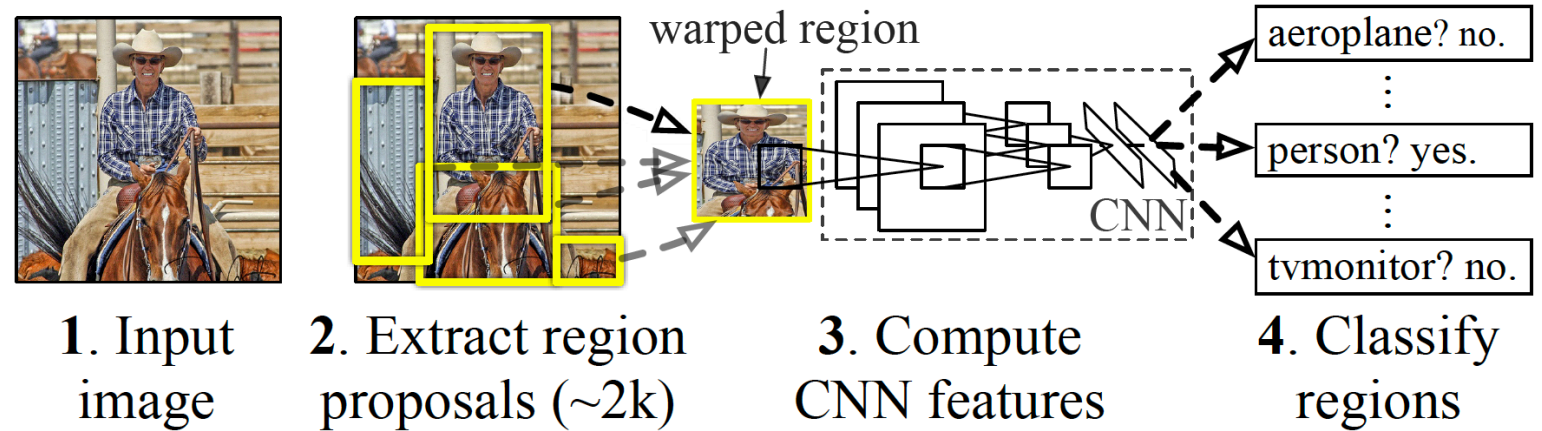 warped region
aeroplane? no.
⋮
person? yes.
⋮
tvmonitor? no.
CNN
1. Input
image
2. Extract region
proposals (~2k)
3. Compute
CNN features
4. Classify
regions